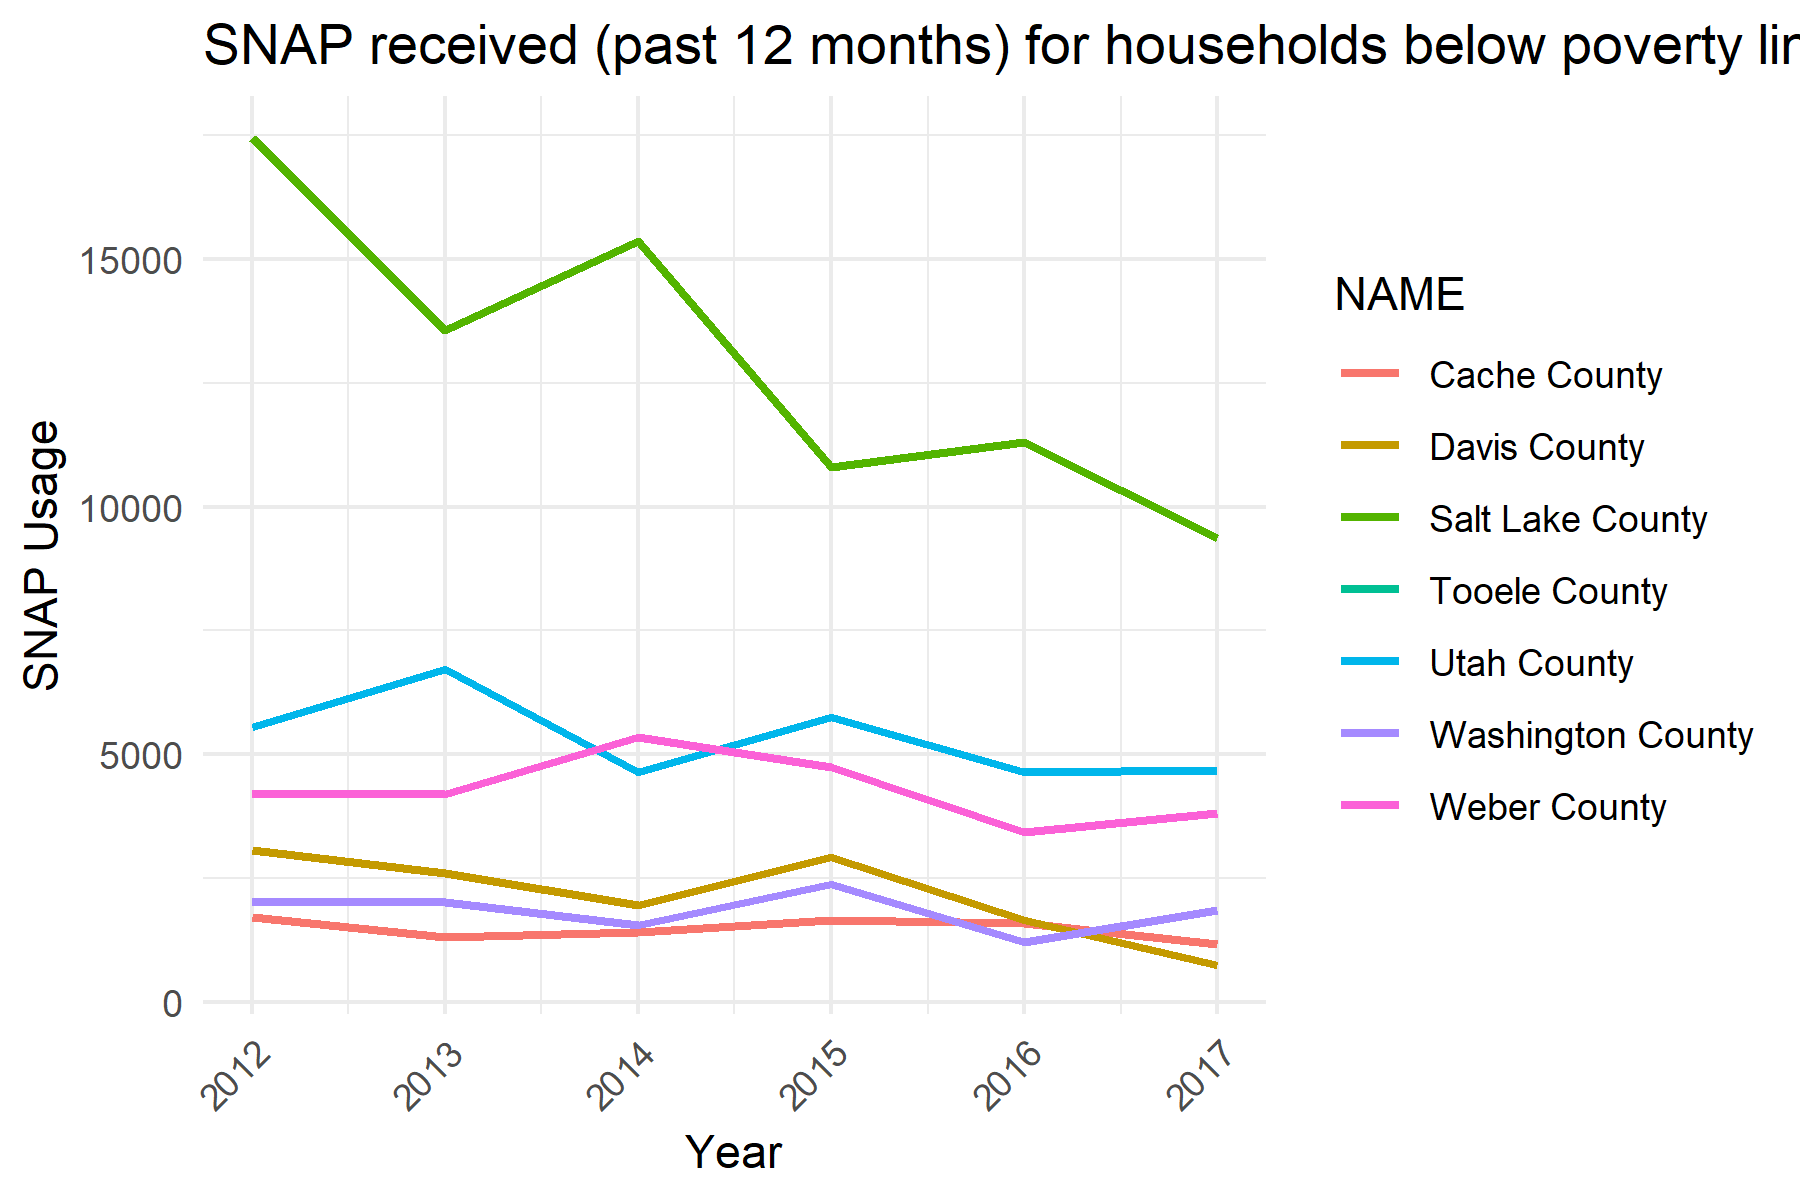 SNAP received (past 12 months) for households below poverty lin
SNAP Usage
15000
10000
5000
0
2012
2013
2014
2015
2016
2017
Year
NAME
Cache County
Davis County
Salt Lake County
Tooele County
Utah County
Washington County
Weber County